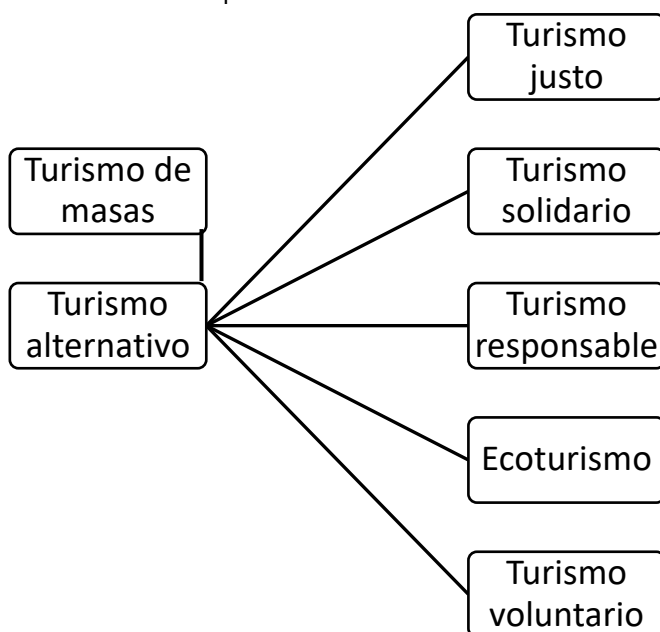 Turismo
justo
Turismo de
masas
Turismo
solidario
Turismo
alternativo
Turismo
responsable
Ecoturismo
Turismo
voluntario